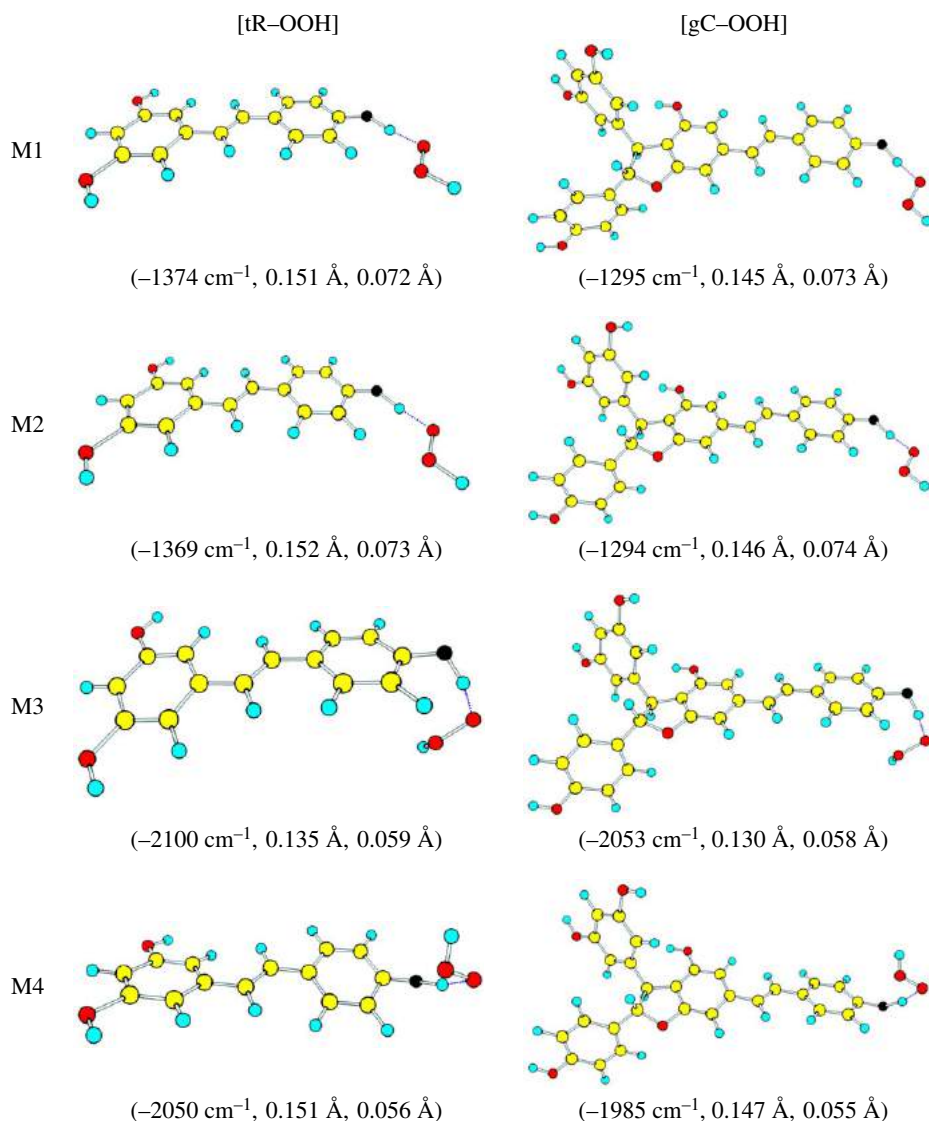 [tR–OOH] [gC–OOH]
M1
(–1374 cm⁻¹, 0.151 Å, 0.072 Å) (–1295 cm⁻¹, 0.145 Å, 0.073 Å)
M2
(–1369 cm⁻¹, 0.152 Å, 0.073 Å) (–1294 cm⁻¹, 0.146 Å, 0.074 Å)
M3
(–2100 cm⁻¹, 0.135 Å, 0.059 Å) (–2053 cm⁻¹, 0.130 Å, 0.058 Å)
M4
(–2050 cm⁻¹, 0.151 Å, 0.056 Å) (–1985 cm⁻¹, 0.147 Å, 0.055 Å)